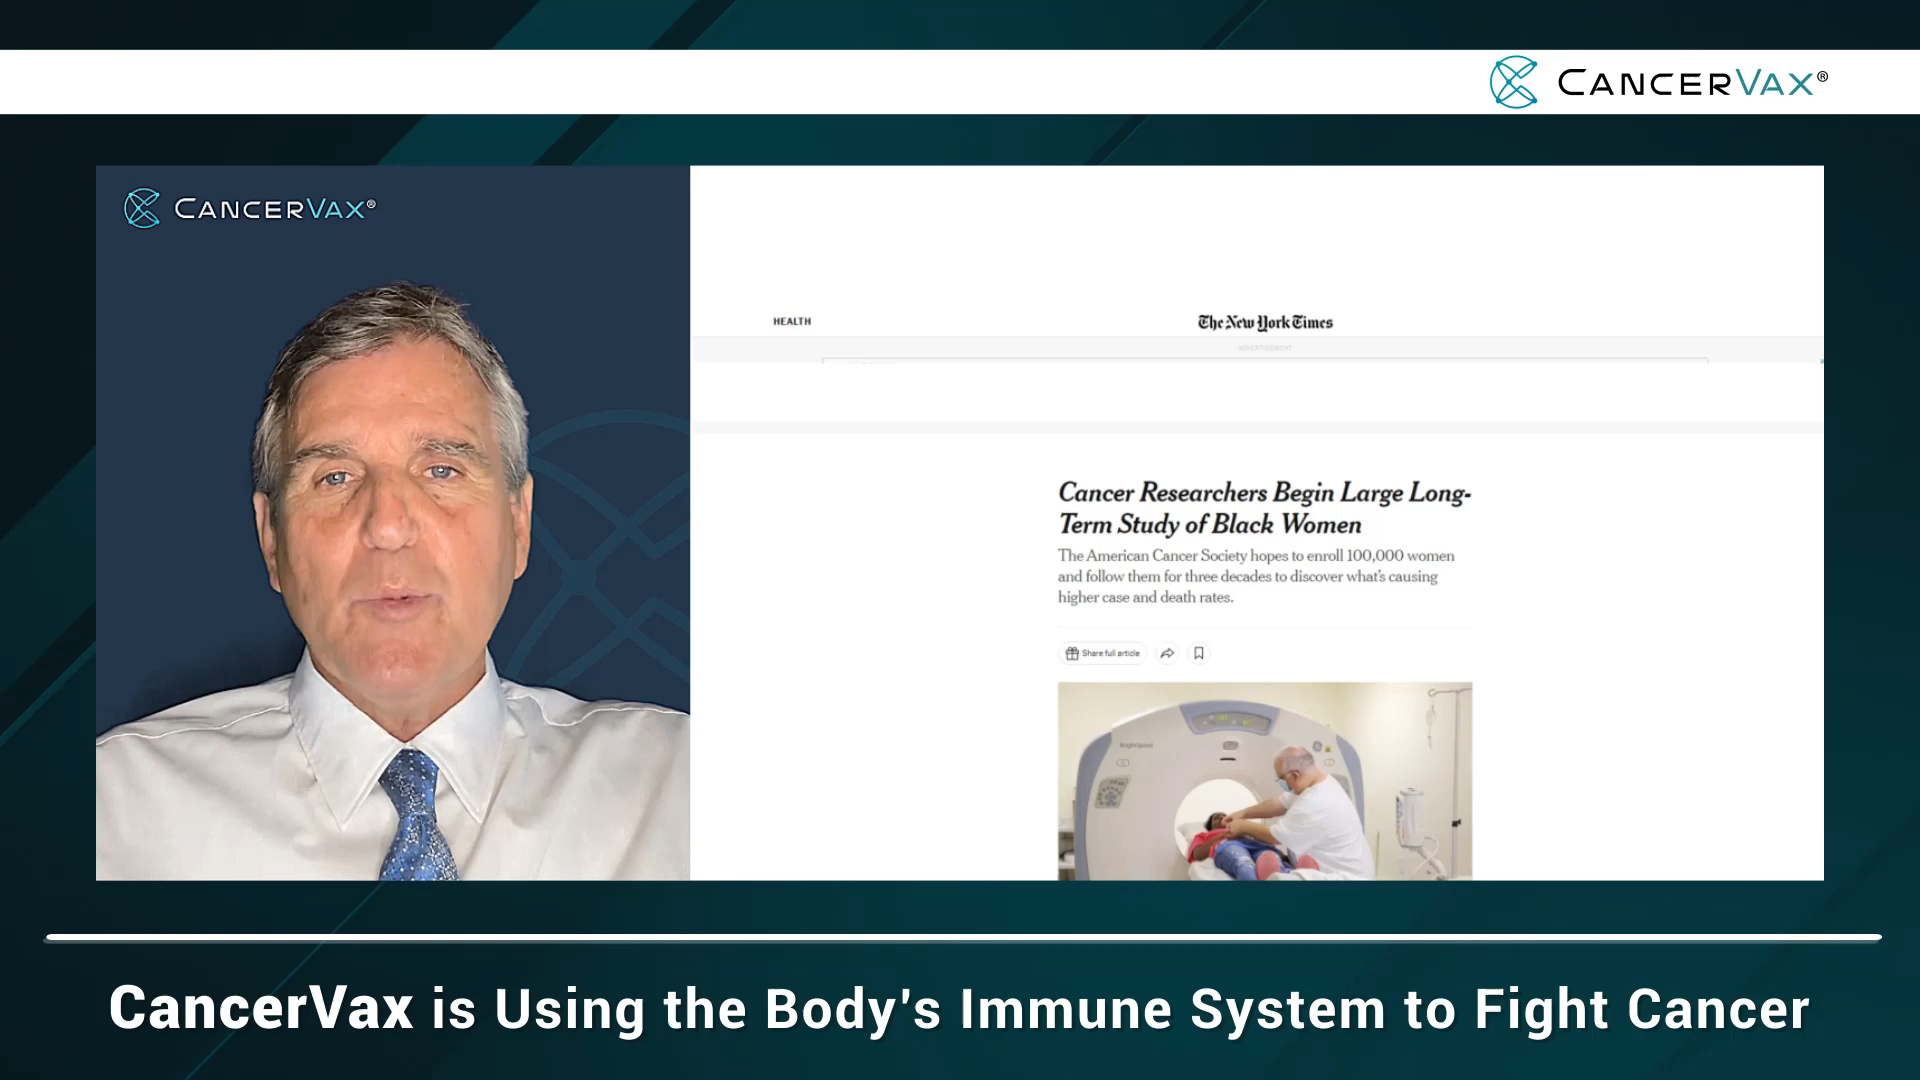 CANCERVAX®
CANCERVAX®
HEALTH
The New York Times
ADVERTISEMENT
Cancer Researchers Begin Large Long-
Term Study of Black Women
The American Cancer Society hopes to enroll 100,000 women
and follow them for three decades to discover what's causing
higher case and death rates.
Share full article
BrightSpeed
CancerVax is Using the Body's Immune System to Fight Cancer